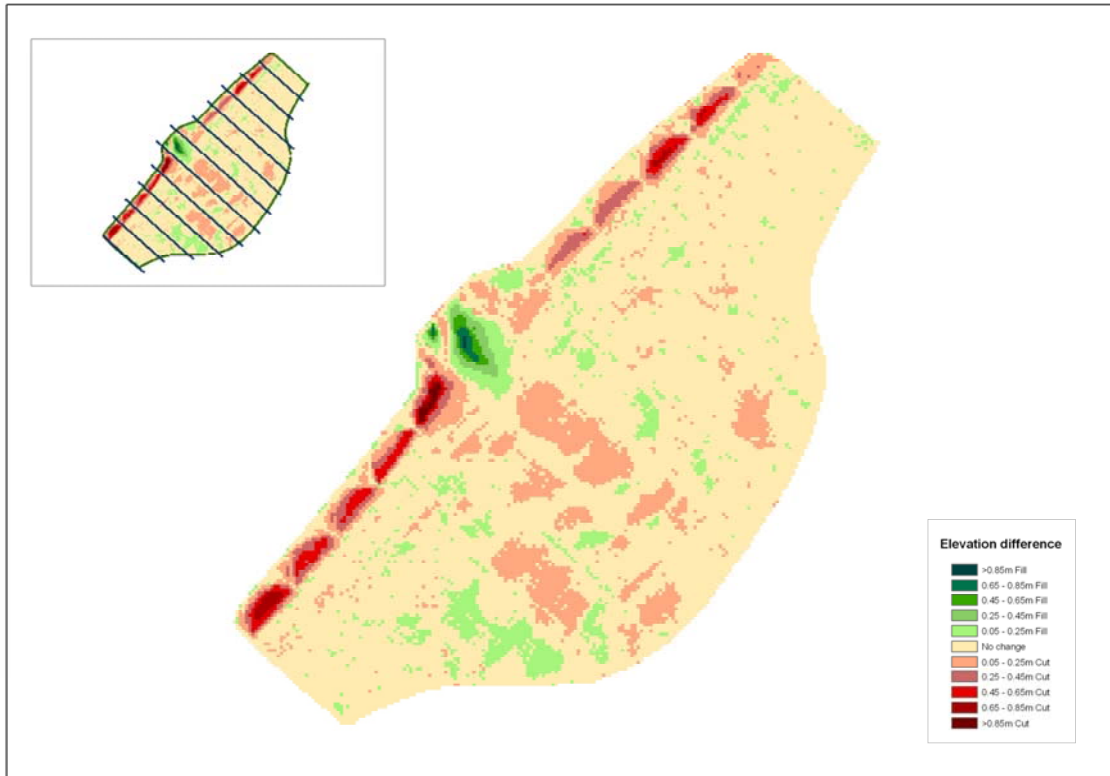 Elevation difference
>0.85m Fill
0.65 - 0.85m Fill
0.45 - 0.65m Fill
0.25 - 0.45m Fill
0.05 - 0.25m Fill
No change
0.05 - 0.25m Cut
0.25 - 0.45m Cut
0.45 - 0.65m Cut
0.65 - 0.85m Cut
>0.85m Cut